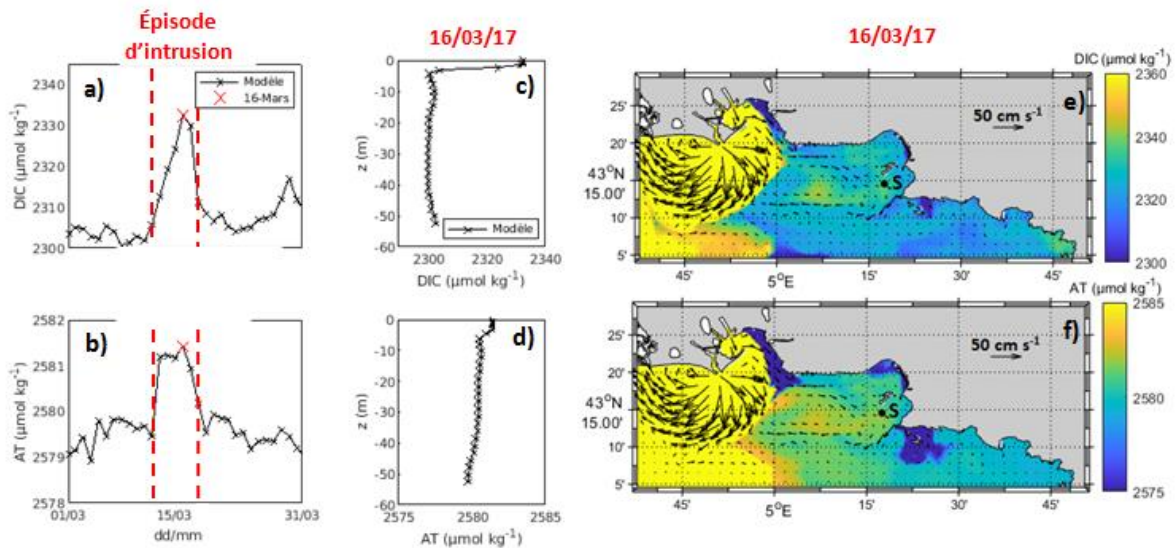 Épisode
d'intrusion
16/03/17
16/03/17
a)
Modèle
16-Mars
DIC (µmol kg⁻¹)
2340
2330
2320
2310
2300
c)
z (m)
0
-10
-20
-30
-40
-50
-60
Modèle
2300
2320
2340
DIC (µmol kg⁻¹)
e)
DIC (µmol kg⁻¹)
50 cm s⁻¹
25'
20'
43°N
15.00'
10'
5'
S
45'
5°E
15'
30'
45'
2360
2350
2340
2330
2320
2310
2300
b)
AT (µmol kg⁻¹)
2582
2581
2580
2579
2578
01/03
15/03
31/03
dd/mm
d)
z (m)
0
-10
-20
-30
-40
-50
-60
2575
2580
2585
AT (µmol kg⁻¹)
f)
AT (µmol kg⁻¹)
50 cm s⁻¹
25'
20'
43°N
15.00'
10'
5'
S
45'
5°E
15'
30'
45'
2585
2580
2575